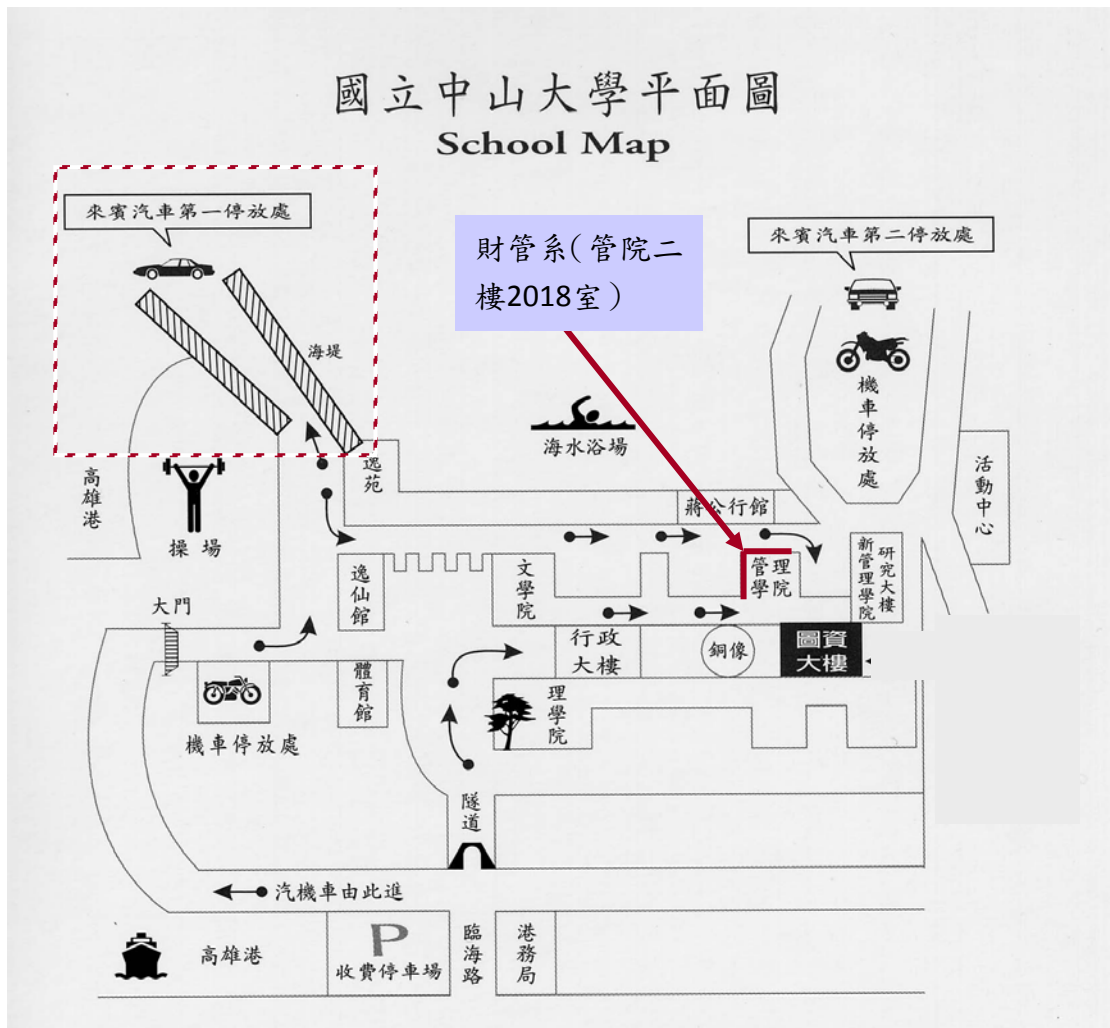 國立中山大學平面圖
School Map
來賓汽車第一停放處
財管系(管院二
樓2018室)
來賓汽車第二停放處
海堤
機車停放處
海水浴場
活動中心
逸苑
高雄港
操場
蔣公行館
逸仙館
文學院
管理
學院
新管理學院
研究大樓
大門
行政
大樓
銅像
圖資
大樓
體育館
理學院
機車停放處
隧道
汽機車由此進
高雄港
P
收費停車場
臨海路
港務局